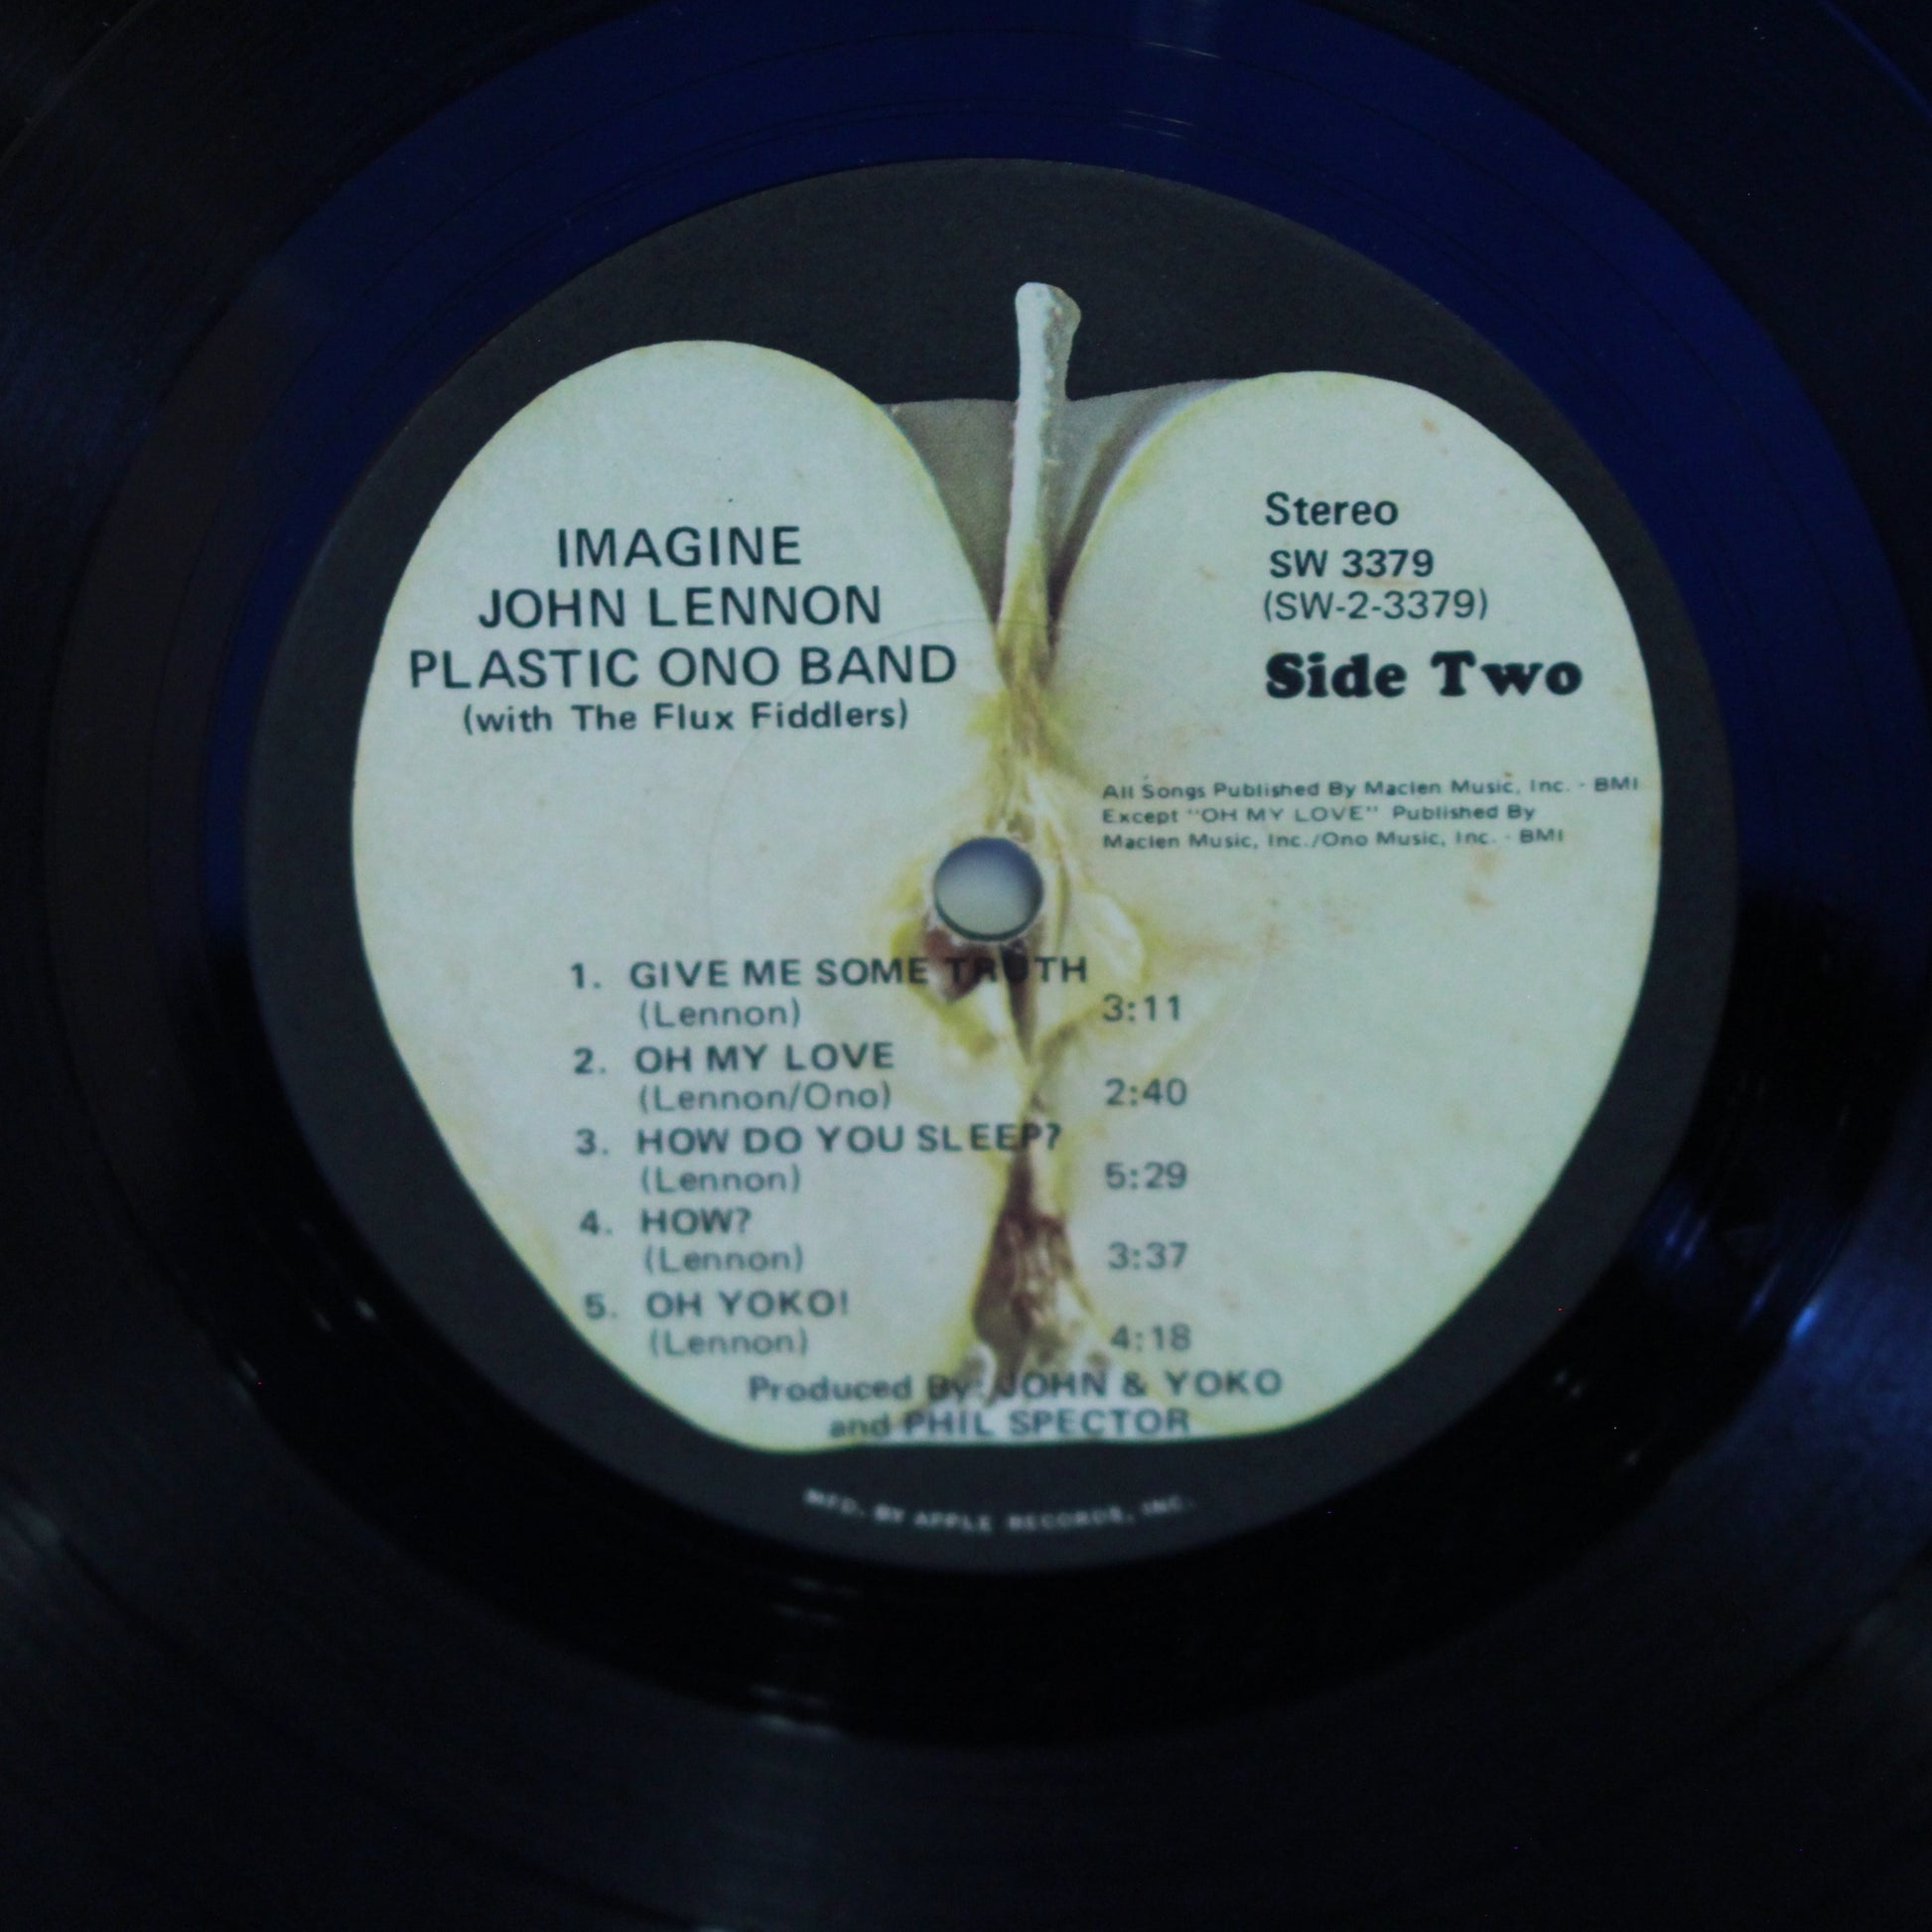 IMAGINE
JOHN LENNON
PLASTIC ONO BAND
(with The Flux Fiddlers)
Stereo
SW 3379
(SW-2-3379)
Side Two
All Songs Published By Maclen Music, Inc. - BMI
Except "OH MY LOVE" Published By
Maclen Music, Inc./Ono Music, Inc. - BMI
1. GIVE ME SOME TRUTH
(Lennon) 3:11
2. OH MY LOVE
(Lennon/Ono) 2:40
3. HOW DO YOU SLEEP?
(Lennon) 5:29
4. HOW?
(Lennon) 3:37
5. OH YOKO!
(Lennon) 4:18
Produced By: JOHN & YOKO
and PHIL SPECTOR
MFD. BY APPLE RECORDS, INC.